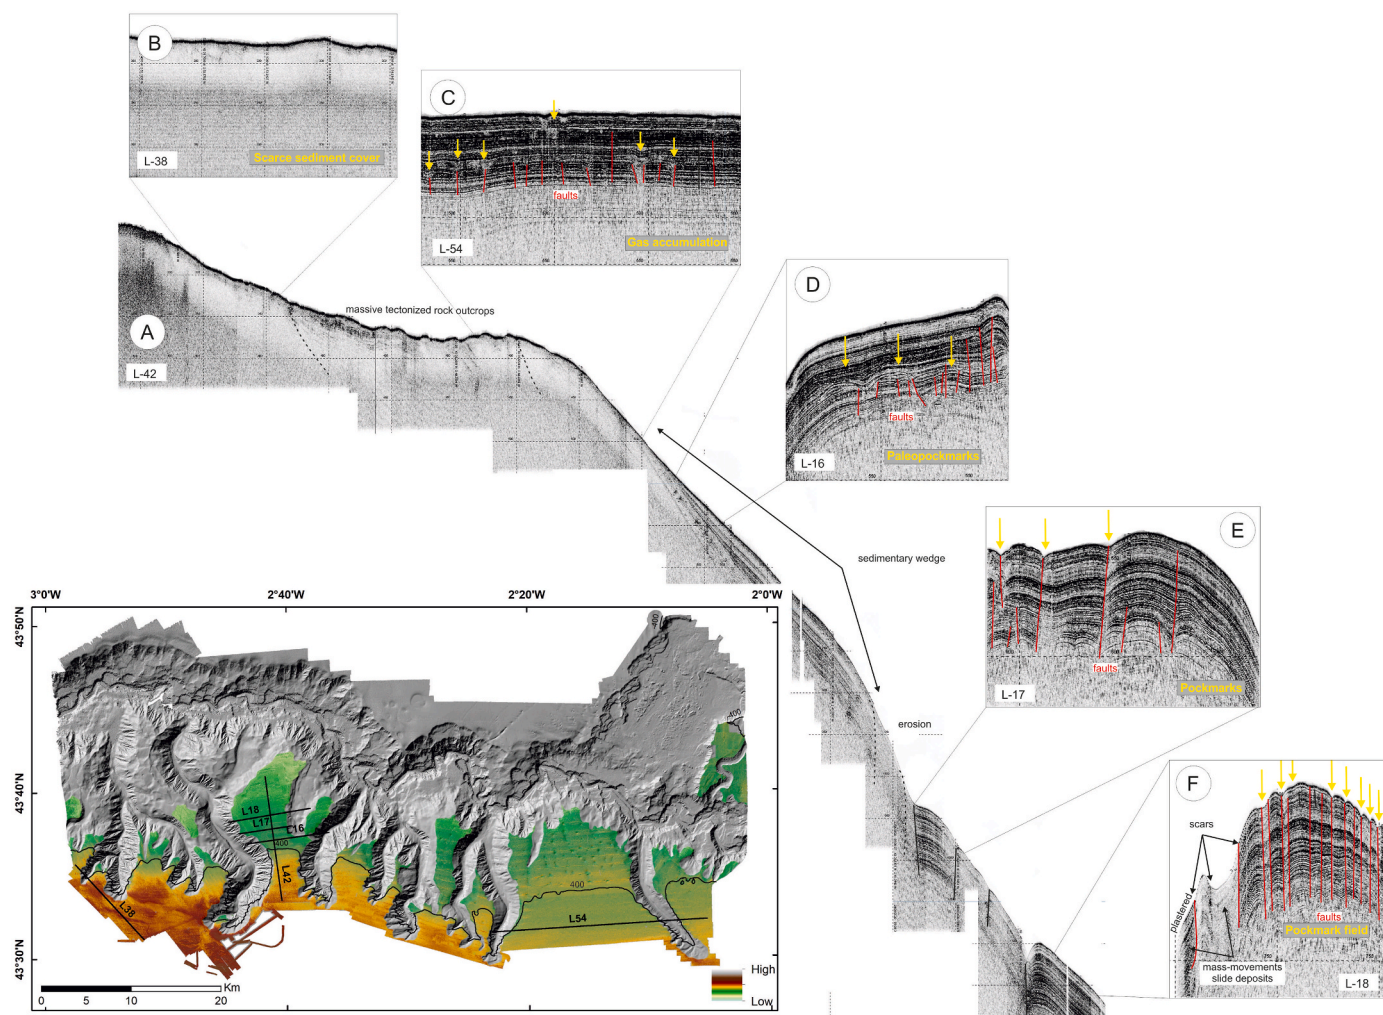 B
L-38
Scarce sediment cover
C
faults
L-54
Gas accumulation
massive tectonized rock outcrops
A
L-42
D
faults
Paleopockmarks
L-16
sedimentary wedge
E
faults
L-17
Pockmarks
erosion
F
scars
plastered
faults
Pockmark field
mass-movements
slide deposits
L-18
3°0'W
2°40'W
2°20'W
2°0'W
43°50'N
43°40'N
43°30'N
400
400
L18
L17
L16
400
L42
L38
400
L54
High
Low
Km
0
5
10
20